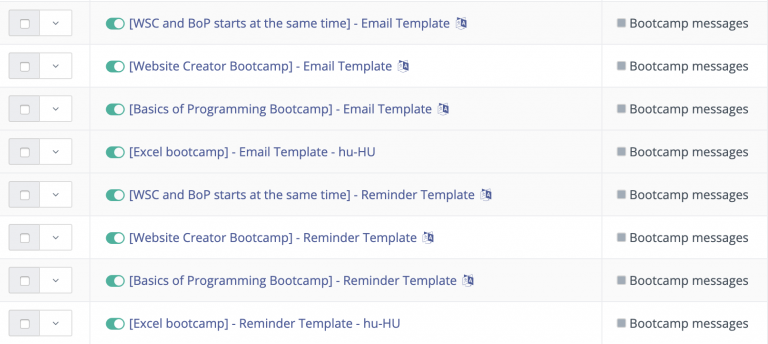 [WSC and BoP starts at the same time] - Email Template Bootcamp messages
[Website Creator Bootcamp] - Email Template Bootcamp messages
[Basics of Programming Bootcamp] - Email Template Bootcamp messages
[Excel bootcamp] - Email Template - hu-HU Bootcamp messages
[WSC and BoP starts at the same time] - Reminder Template Bootcamp messages
[Website Creator Bootcamp] - Reminder Template Bootcamp messages
[Basics of Programming Bootcamp] - Reminder Template Bootcamp messages
[Excel bootcamp] - Reminder Template - hu-HU Bootcamp messages